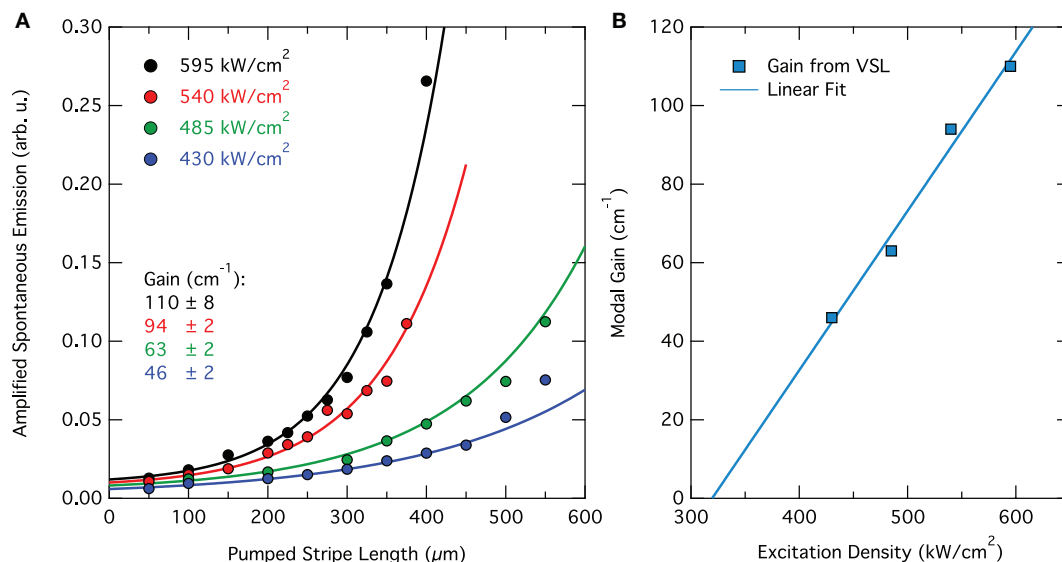 A
Amplified Spontaneous Emission (arb. u.)
0.30
0.25
0.20
0.15
0.10
0.05
0.00
595 kW/cm²
540 kW/cm²
485 kW/cm²
430 kW/cm²
Gain (cm⁻¹):
110 ± 8
94 ± 2
63 ± 2
46 ± 2
0 100 200 300 400 500 600
Pumped Stripe Length (μm)
B
Modal Gain (cm⁻¹)
120
100
80
60
40
20
0
Gain from VSL
Linear Fit
300 400 500 600
Excitation Density (kW/cm²)